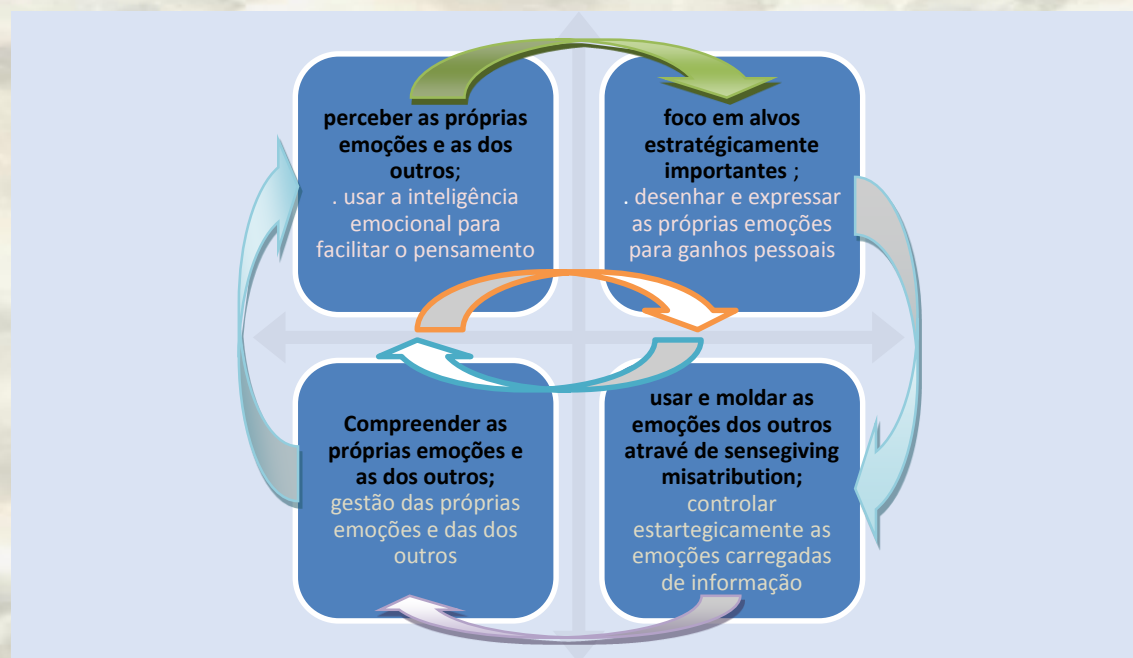 perceber as próprias
emoções e as dos
outros;
. usar a inteligência
emocional para
facilitar o pensamento
foco em alvos
estratégicamente
importantes ;
. desenhar e expressar
as próprias emoções
para ganhos pessoais
Compreender as
próprias emoções e
as dos outros;
gestão das próprias
emoções e das dos
outros
usar e moldar as
emoções dos outros
atravé de sensegiving
misatribution;
controlar
estartegicamente as
emoções carregadas
de informação